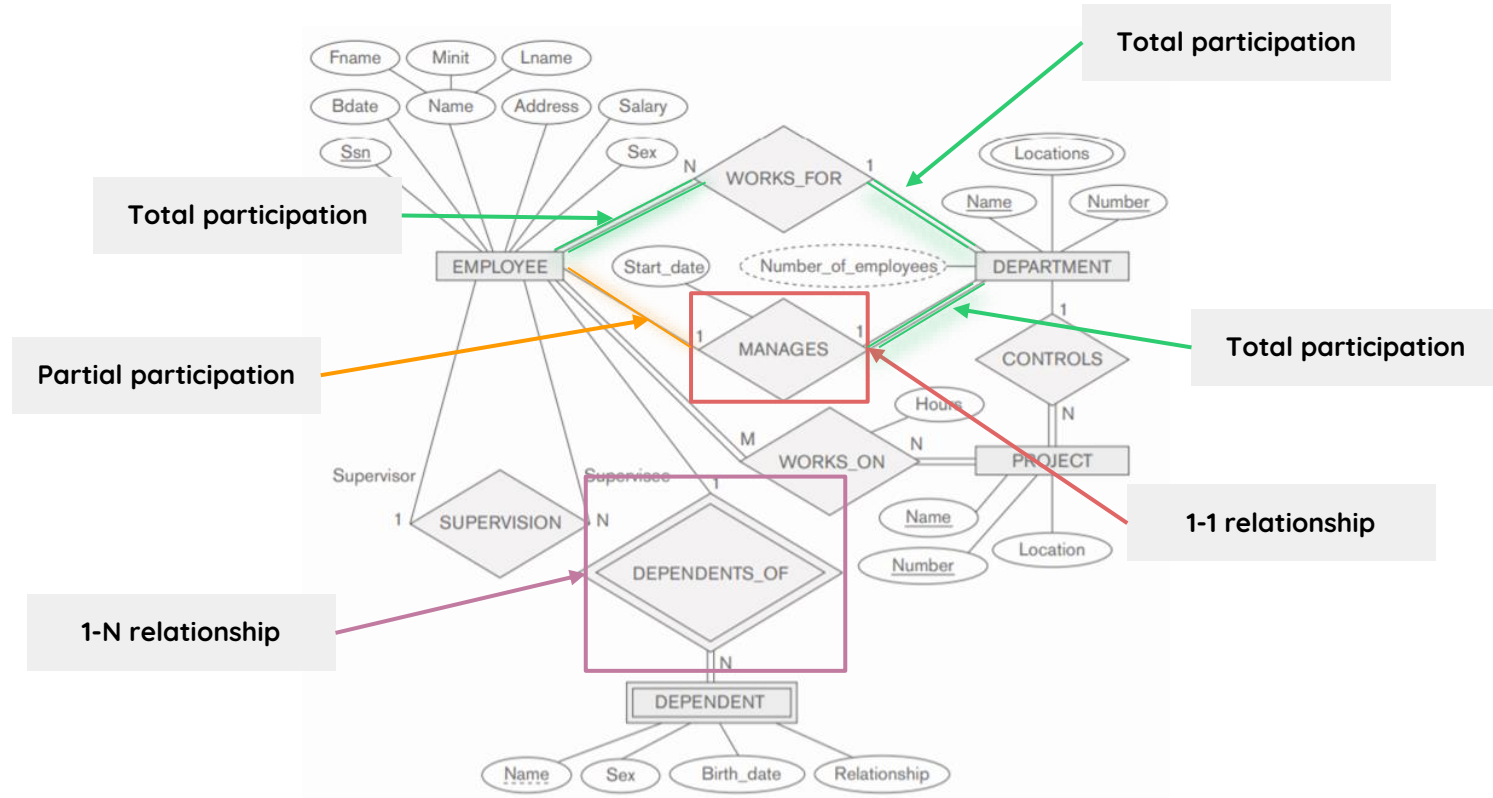 Total participation
Fname
Minit
Lname
Bdate
Name
Address
Salary
Ssn
Sex
N
WORKS_FOR
1
Locations
Name
Number
Total participation
EMPLOYEE
Start_date
Number_of_employees
DEPARTMENT
1
MANAGES
1
1
CONTROLS
N
Total participation
Partial participation
Hours
M
WORKS_ON
N
PROJECT
Supervisor
Supervisee
1
SUPERVISION
N
1
Name
Number
Location
1-1 relationship
DEPENDENTS_OF
N
1-N relationship
DEPENDENT
Name
Sex
Birth_date
Relationship